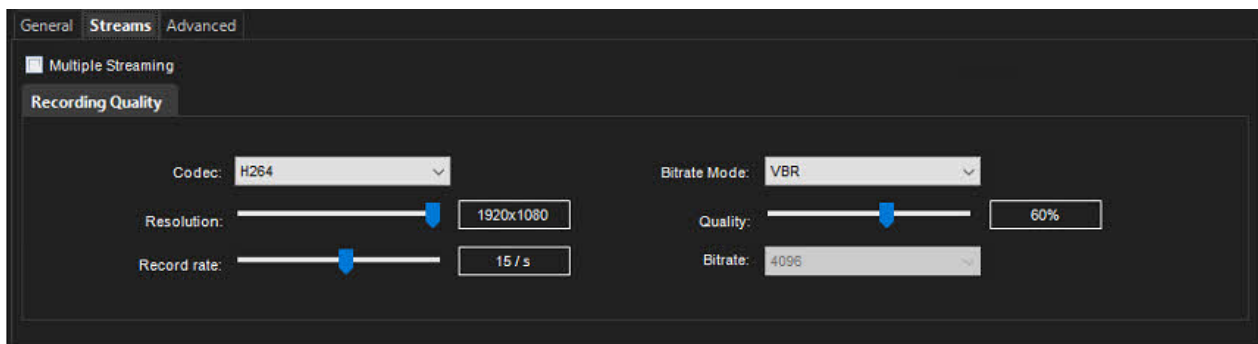 General Streams Advanced
Multiple Streaming
Recording Quality
Codec: H264 Bitrate Mode: VBR
Resolution: 1920x1080 Quality: 60%
Record rate: 15 / s Bitrate: 4096